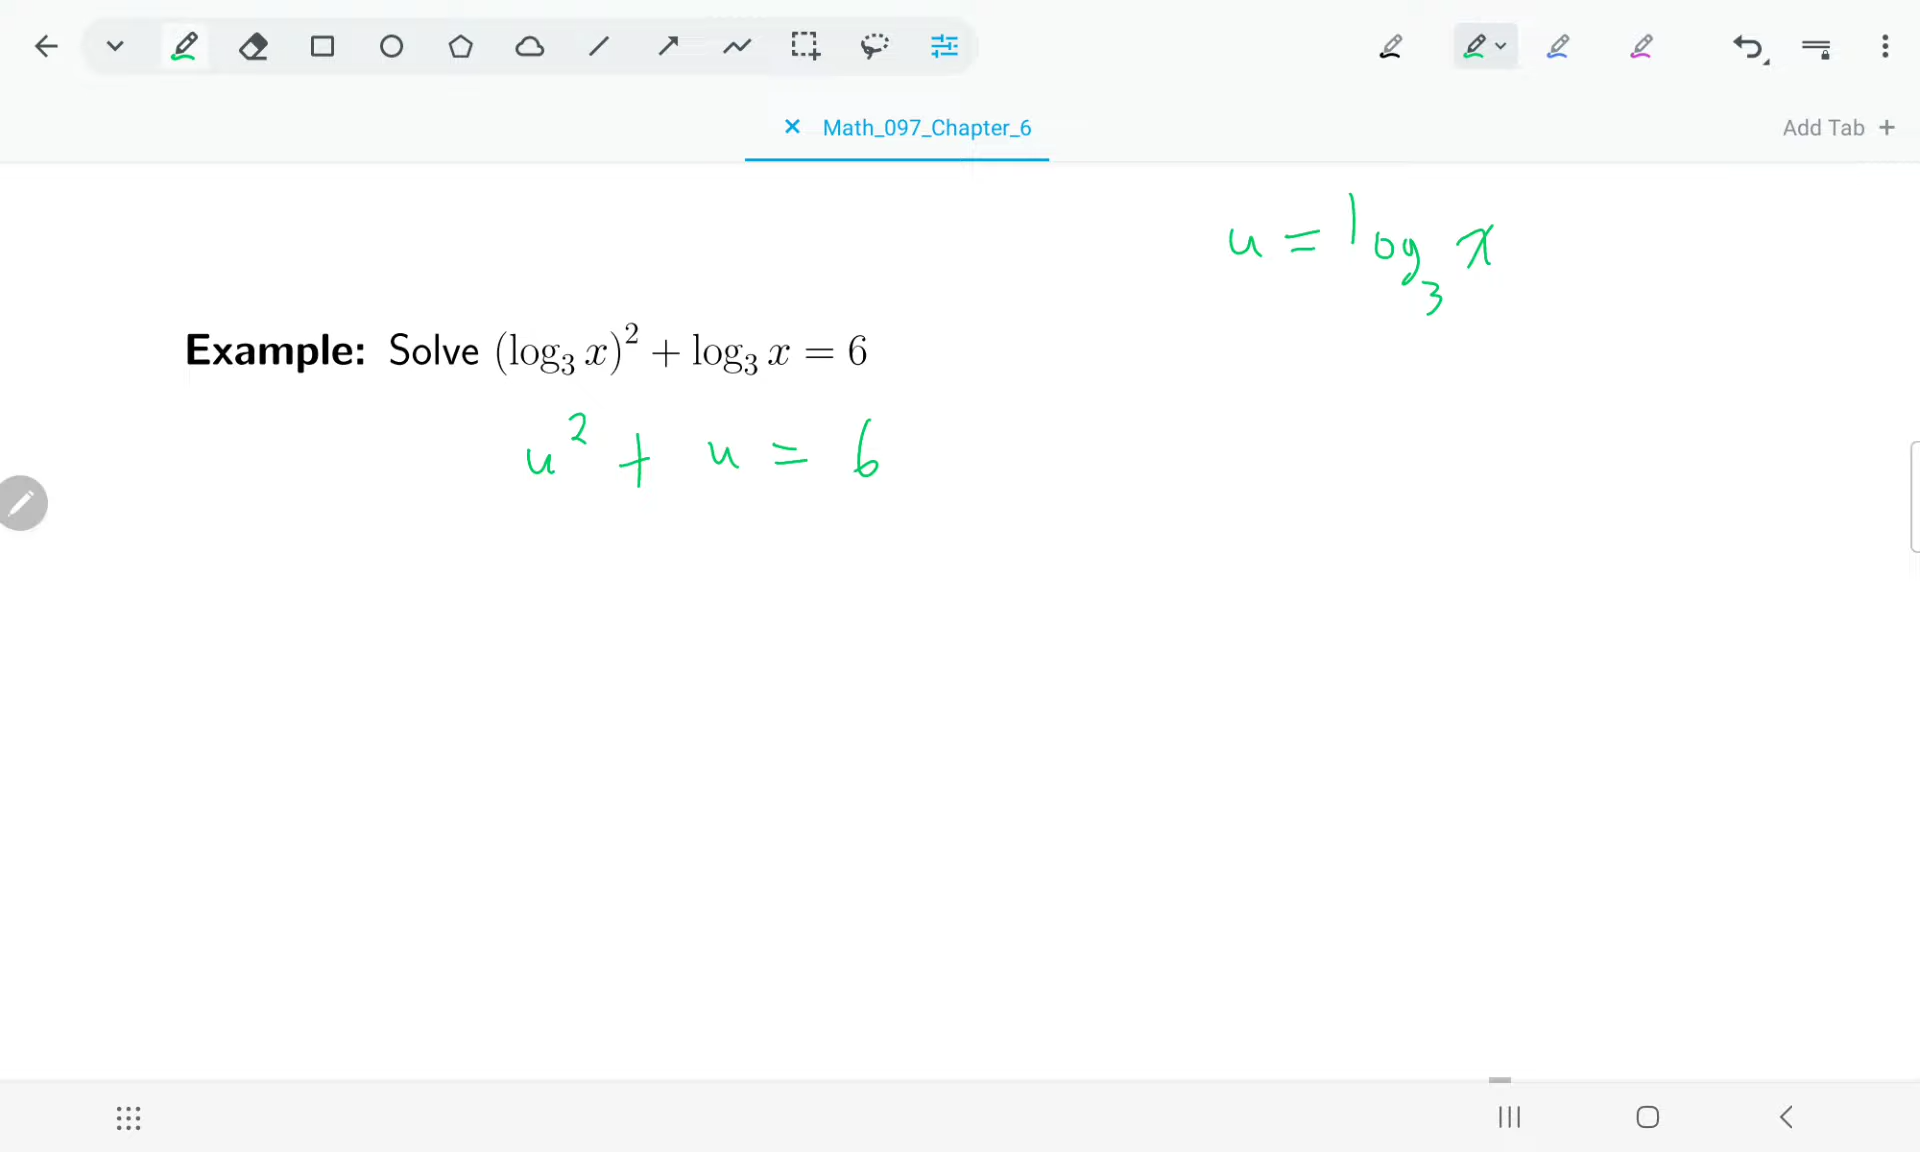 Math_097_Chapter_6
Add Tab +
u = log₃ x
Example: Solve (log₃ x)² + log₃ x = 6
u² + u = 6